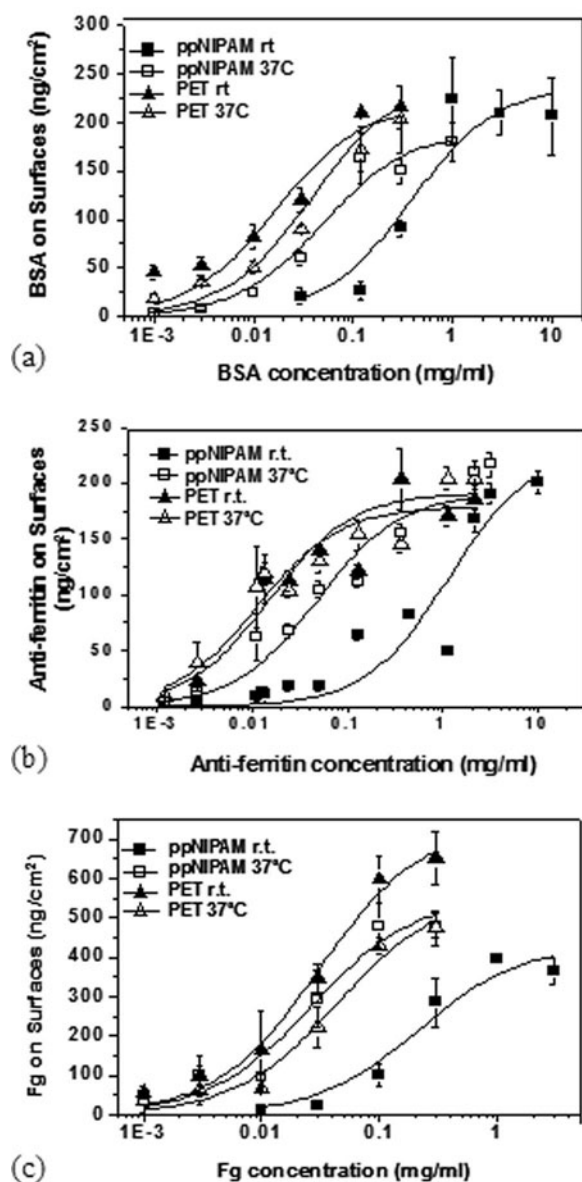 300
250
200
150
100
50
0
BSA on Surfaces (ng/cm²)
ppNIPAM rt
ppNIPAM 37C
PET rt
PET 37C
1E-3 0.01 0.1 1 10
BSA concentration (mg/ml)
(a)
250
200
150
100
50
0
Anti-ferritin on Surfaces
(ng/cm²)
ppNIPAM r.t.
ppNIPAM 37ºC
PET r.t.
PET 37ºC
1E-3 0.01 0.1 1 10
Anti-ferritin concentration (mg/ml)
(b)
700
600
500
400
300
200
100
0
Fg on Surfaces (ng/cm²)
ppNIPAM r.t.
ppNIPAM 37ºC
PET r.t.
PET 37ºC
1E-3 0.01 0.1 1
Fg concentration (mg/ml)
(c)